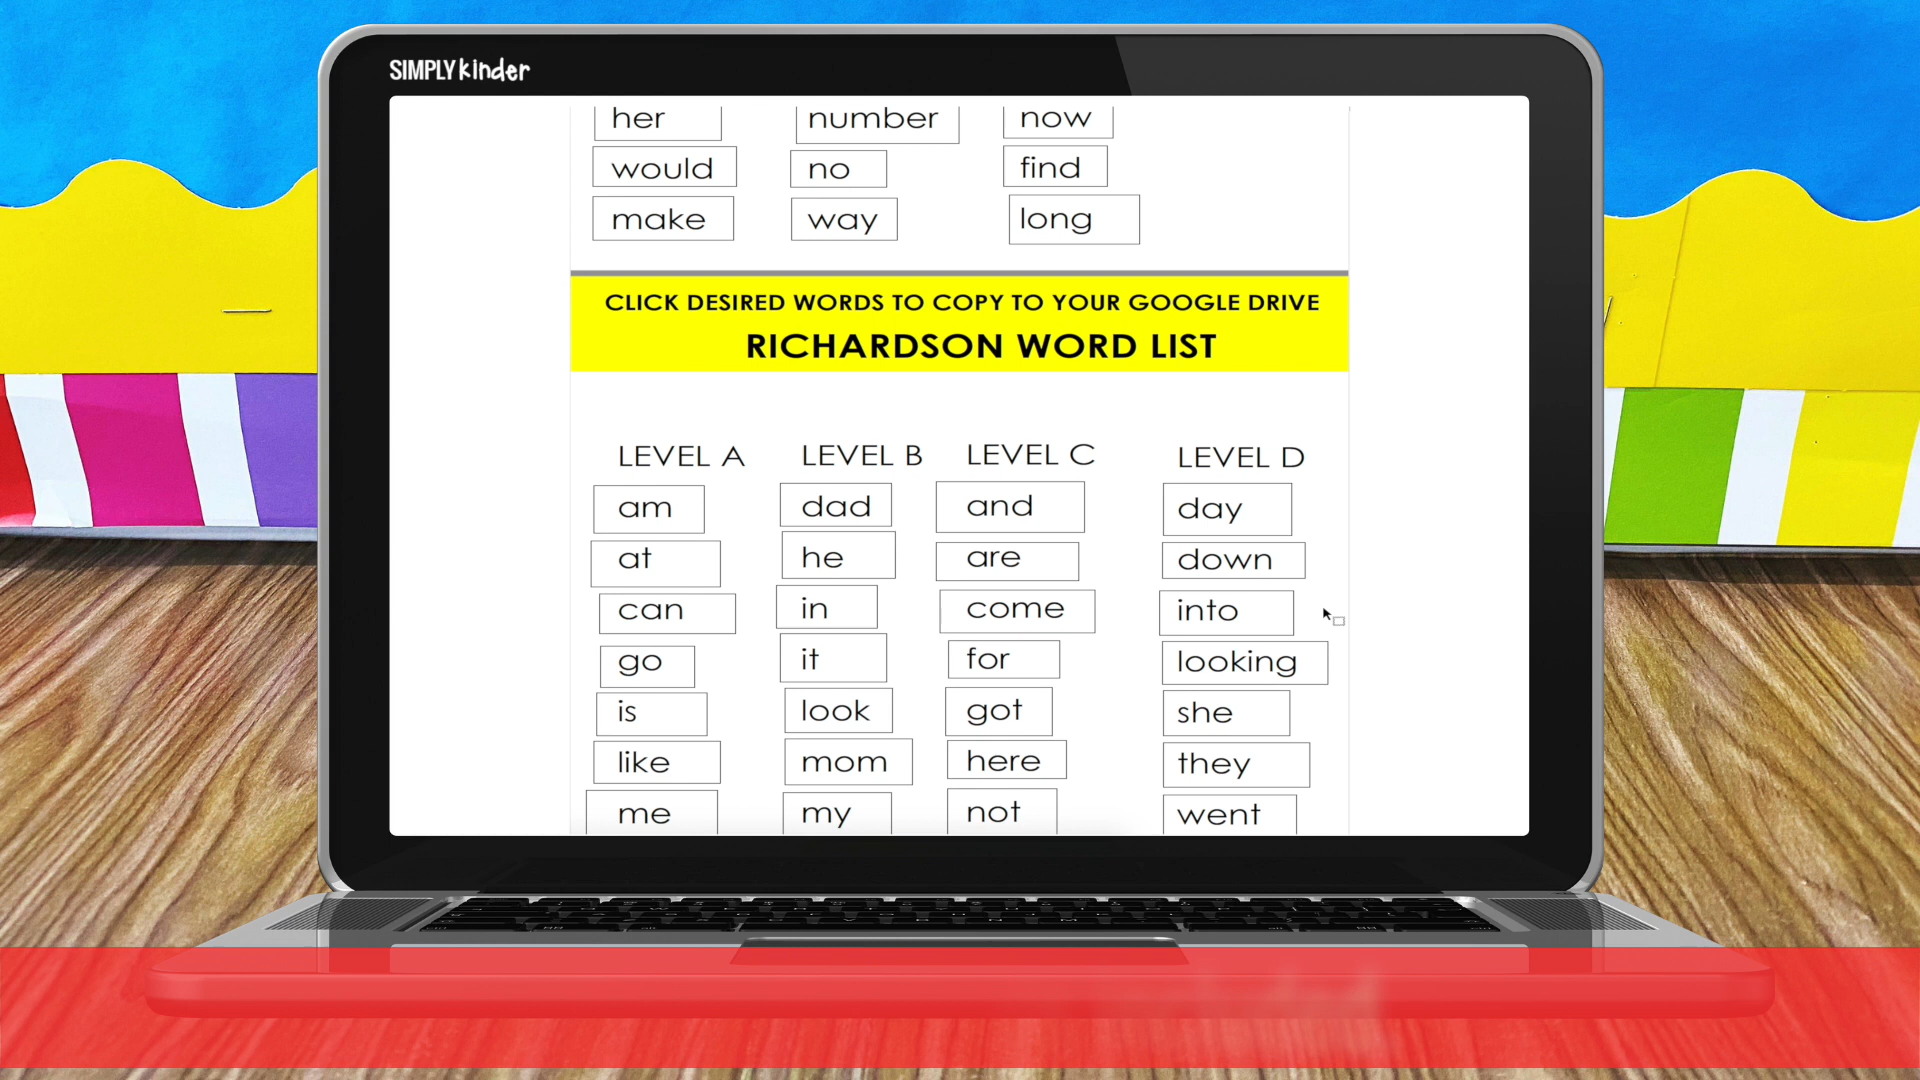 SIMPLY kinder
her number now
would no find
make way long
CLICK DESIRED WORDS TO COPY TO YOUR GOOGLE DRIVE
RICHARDSON WORD LIST
LEVEL A LEVEL B LEVEL C LEVEL D
am dad and day
at he are down
can in come into
go it for looking
is look got she
like mom here they
me my not went